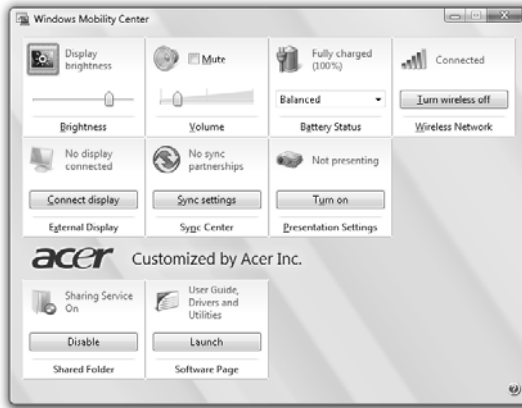 Windows Mobility Center
Display
brightness
Brightness
Mute
Volume
Fully charged
(100%)
Balanced
Battery Status
Connected
Turn wireless off
Wireless Network
No display
connected
Connect display
External Display
No sync
partnerships
Sync settings
Sync Center
Not presenting
Turn on
Presentation Settings
acer Customized by Acer Inc.
Sharing Service
On
Disable
Shared Folder
User Guide,
Drivers and
Utilities
Launch
Software Page